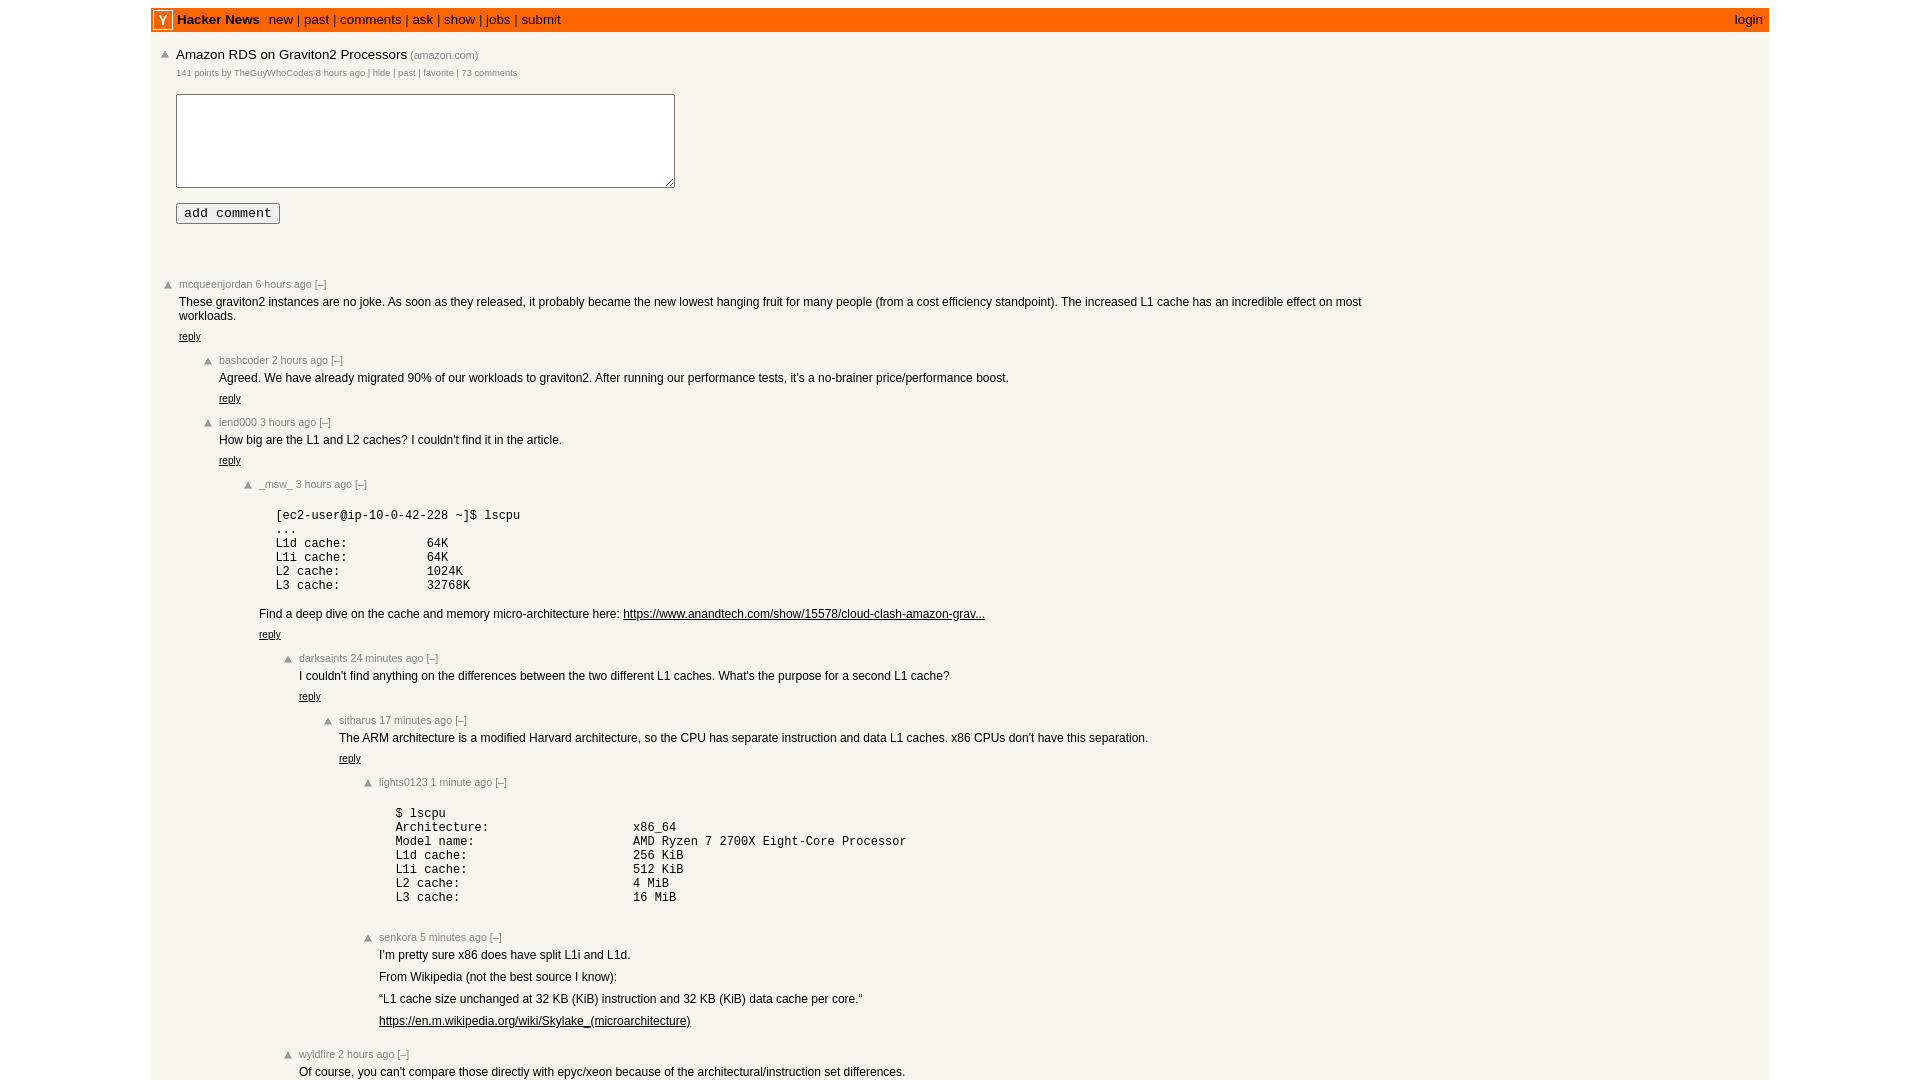 Y Hacker News new | past | comments | ask | show | jobs | submit login
Amazon RDS on Graviton2 Processors (amazon.com)
141 points by TheGuyWhoCodes 8 hours ago | hide | past | favorite | 73 comments
add comment
mcqueenjordan 6 hours ago [–]
These graviton2 instances are no joke. As soon as they released, it probably became the new lowest hanging fruit for many people (from a cost efficiency standpoint). The increased L1 cache has an incredible effect on most
workloads.
reply
bashcoder 2 hours ago [–]
Agreed. We have already migrated 90% of our workloads to graviton2. After running our performance tests, it's a no-brainer price/performance boost.
reply
lend000 3 hours ago [–]
How big are the L1 and L2 caches? I couldn't find it in the article.
reply
_msw_ 3 hours ago [–]
[ec2-user@ip-10-0-42-228 ~]$ lscpu
...
L1d cache: 64K
L1i cache: 64K
L2 cache: 1024K
L3 cache: 32768K
Find a deep dive on the cache and memory micro-architecture here: https://www.anandtech.com/show/15578/cloud-clash-amazon-grav...
reply
darksaints 24 minutes ago [–]
I couldn't find anything on the differences between the two different L1 caches. What's the purpose for a second L1 cache?
reply
sitharus 17 minutes ago [–]
The ARM architecture is a modified Harvard architecture, so the CPU has separate instruction and data L1 caches. x86 CPUs don't have this separation.
reply
lights0123 1 minute ago [–]
$ lscpu
Architecture: x86_64
Model name: AMD Ryzen 7 2700X Eight-Core Processor
L1d cache: 256 KiB
L1i cache: 512 KiB
L2 cache: 4 MiB
L3 cache: 16 MiB
senkora 5 minutes ago [–]
I'm pretty sure x86 does have split L1i and L1d.
From Wikipedia (not the best source I know):
“L1 cache size unchanged at 32 KB (KiB) instruction and 32 KB (KiB) data cache per core.“
https://en.m.wikipedia.org/wiki/Skylake_(microarchitecture)
wyldfire 2 hours ago [–]
Of course, you can't compare those directly with epyc/xeon because of the architectural/instruction set differences.